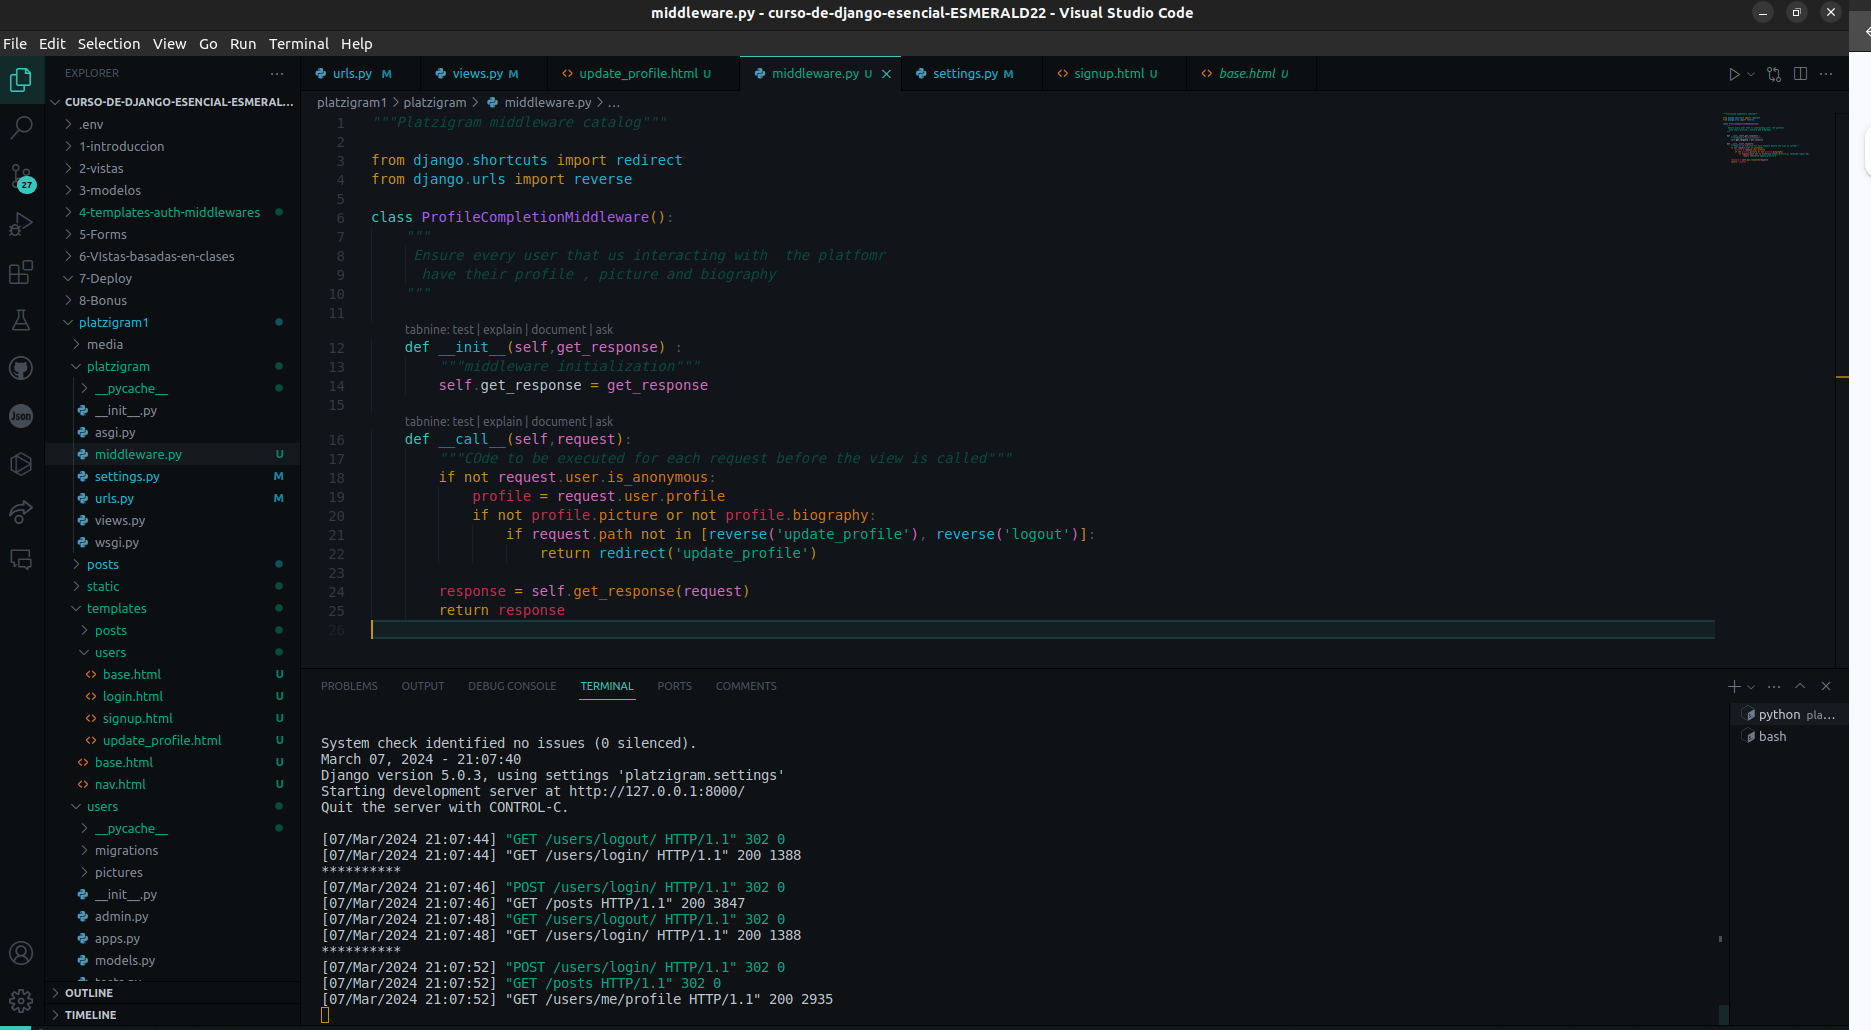 middleware.py - curso-de-django-esencial-ESMERALD22 - Visual Studio Code
File Edit Selection View Go Run Terminal Help
EXPLORER
urls.py M
views.py M
update_profile.html U
middleware.py U
settings.py M
signup.html U
base.html U
platzigram1 > platzigram > middleware.py > ...
CURSO-DE-DJANGO-ESENCIAL-ESMERAL...
.env
1-introduccion
2-vistas
3-modelos
4-templates-auth-middlewares
5-Forms
6-VIstas-basadas-en-clases
7-Deploy
8-Bonus
platzigram1
media
platzigram
__pycache__
__init__.py
asgi.py
middleware.py U
settings.py M
urls.py M
views.py
wsgi.py
posts
static
templates
posts
users
base.html U
login.html U
signup.html U
update_profile.html U
base.html U
nav.html U
users
__pycache__
migrations
pictures
__init__.py
admin.py
apps.py
models.py
OUTLINE
TIMELINE
27
Json
1 """Platzigram middleware catalog"""
2
3 from django.shortcuts import redirect
4 from django.urls import reverse
5
6 class ProfileCompletionMiddleware():
7 """
8 Ensure every user that us interacting with  the platfomr
9 have their profile , picture and biography
10 """
11
tabnine: test | explain | document | ask
12 def __init__(self,get_response) :
13 """middleware initialization"""
14 self.get_response = get_response
15
tabnine: test | explain | document | ask
16 def __call__(self,request):
17 """COde to be executed for each request before the view is called"""
18 if not request.user.is_anonymous:
19 profile = request.user.profile
20 if not profile.picture or not profile.biography:
21 if request.path not in [reverse('update_profile'), reverse('logout')]:
22 return redirect('update_profile')
23
24 response = self.get_response(request)
25 return response
26
PROBLEMS OUTPUT DEBUG CONSOLE TERMINAL PORTS COMMENTS
python pla...
bash
System check identified no issues (0 silenced).
March 07, 2024 - 21:07:40
Django version 5.0.3, using settings 'platzigram.settings'
Starting development server at http://127.0.0.1:8000/
Quit the server with CONTROL-C.
[07/Mar/2024 21:07:44] "GET /users/logout/ HTTP/1.1" 302 0
[07/Mar/2024 21:07:44] "GET /users/login/ HTTP/1.1" 200 1388
**********
[07/Mar/2024 21:07:46] "POST /users/login/ HTTP/1.1" 302 0
[07/Mar/2024 21:07:46] "GET /posts HTTP/1.1" 200 3847
[07/Mar/2024 21:07:48] "GET /users/logout/ HTTP/1.1" 302 0
[07/Mar/2024 21:07:48] "GET /users/login/ HTTP/1.1" 200 1388
**********
[07/Mar/2024 21:07:52] "POST /users/login/ HTTP/1.1" 302 0
[07/Mar/2024 21:07:52] "GET /posts HTTP/1.1" 302 0
[07/Mar/2024 21:07:52] "GET /users/me/profile HTTP/1.1" 200 2935